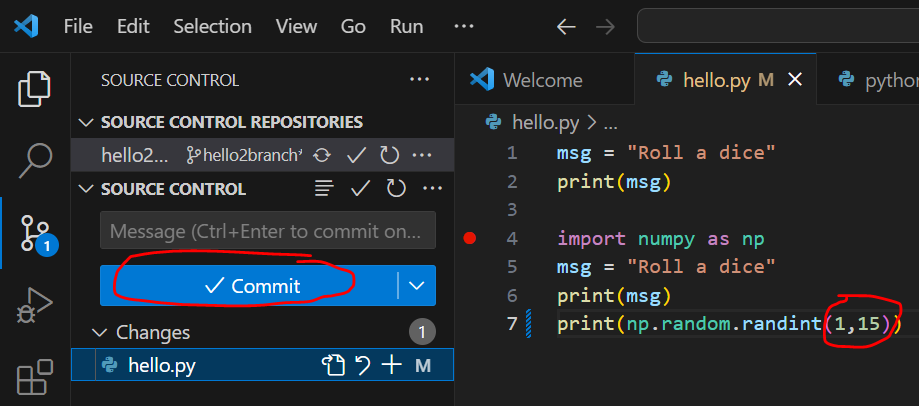 File Edit Selection View Go Run ···
SOURCE CONTROL ···
Welcome hello.py M × python
SOURCE CONTROL REPOSITORIES
hello2... hello2branch* ···
SOURCE CONTROL ···
Message (Ctrl+Enter to commit on...
Commit
Changes 1
hello.py M
1
hello.py > ...
1 msg = "Roll a dice"
2 print(msg)
3
4 import numpy as np
5 msg = "Roll a dice"
6 print(msg)
7 print(np.random.randint(1,15))